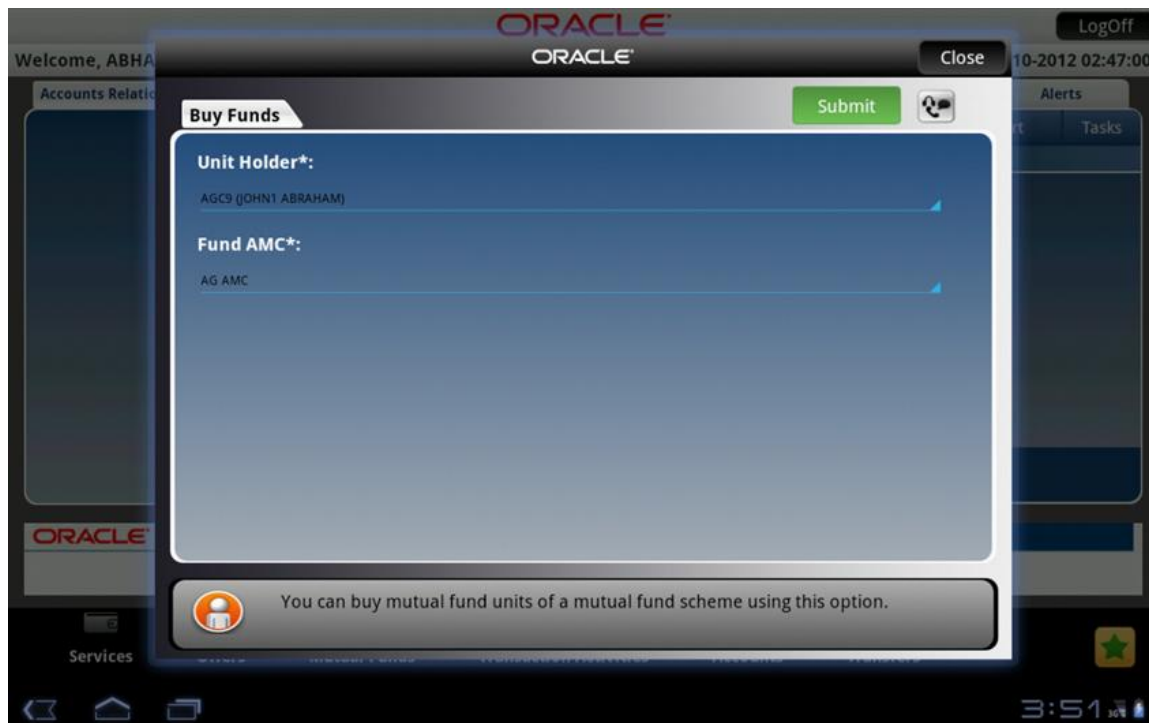 ORACLE
LogOff
Welcome, ABHA
10-2012 02:47:00
ORACLE
Close
Accounts Relatio
Alerts
Buy Funds
Submit
rt
Tasks
Unit Holder*:
AGC9 (JOHN1 ABRAHAM)
Fund AMC*:
AG AMC
ORACLE
You can buy mutual fund units of a mutual fund scheme using this option.
Services
3:51
3G